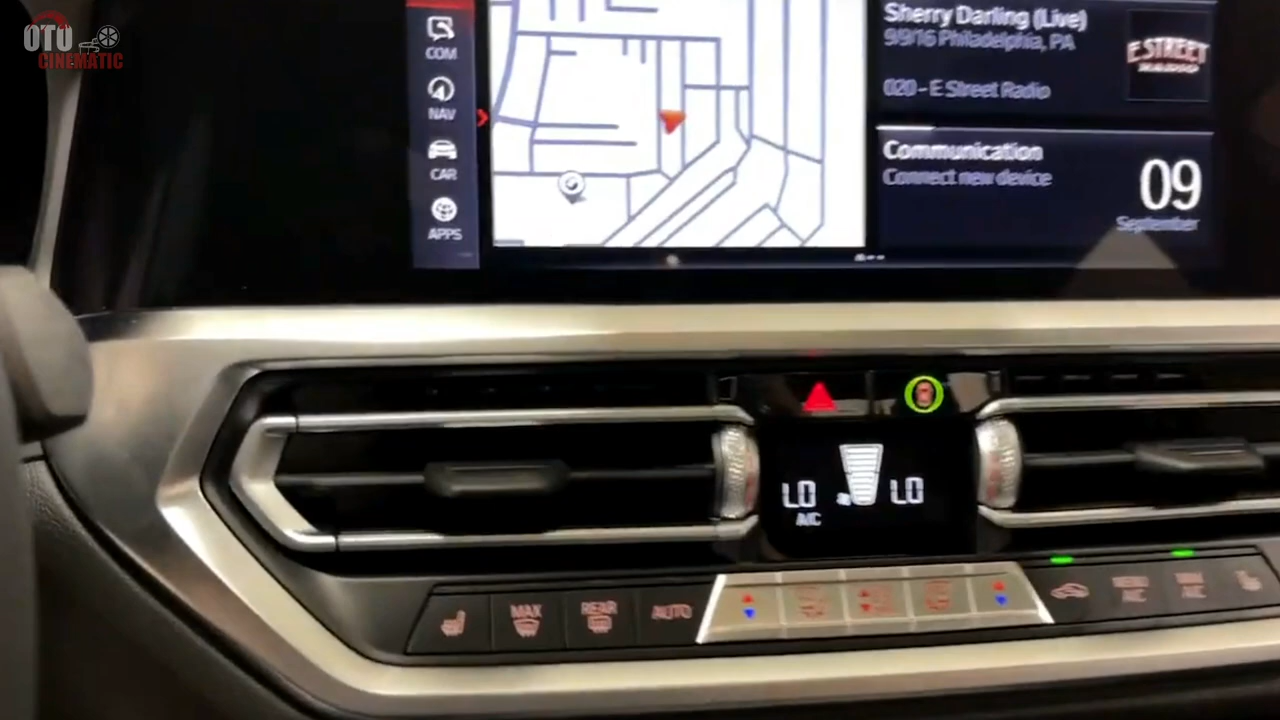 OTO
CINEMATIC
COM
NAV
CAR
APPS
Sherry Darling (Live)
9/9/16 Philadelphia, PA
020 - E Street Radio
E STREET
RADIO
Communication
Connect new device
09
September
LO
LO
A/C
MAX
REAR
AUTO
A/C
MAX
A/C